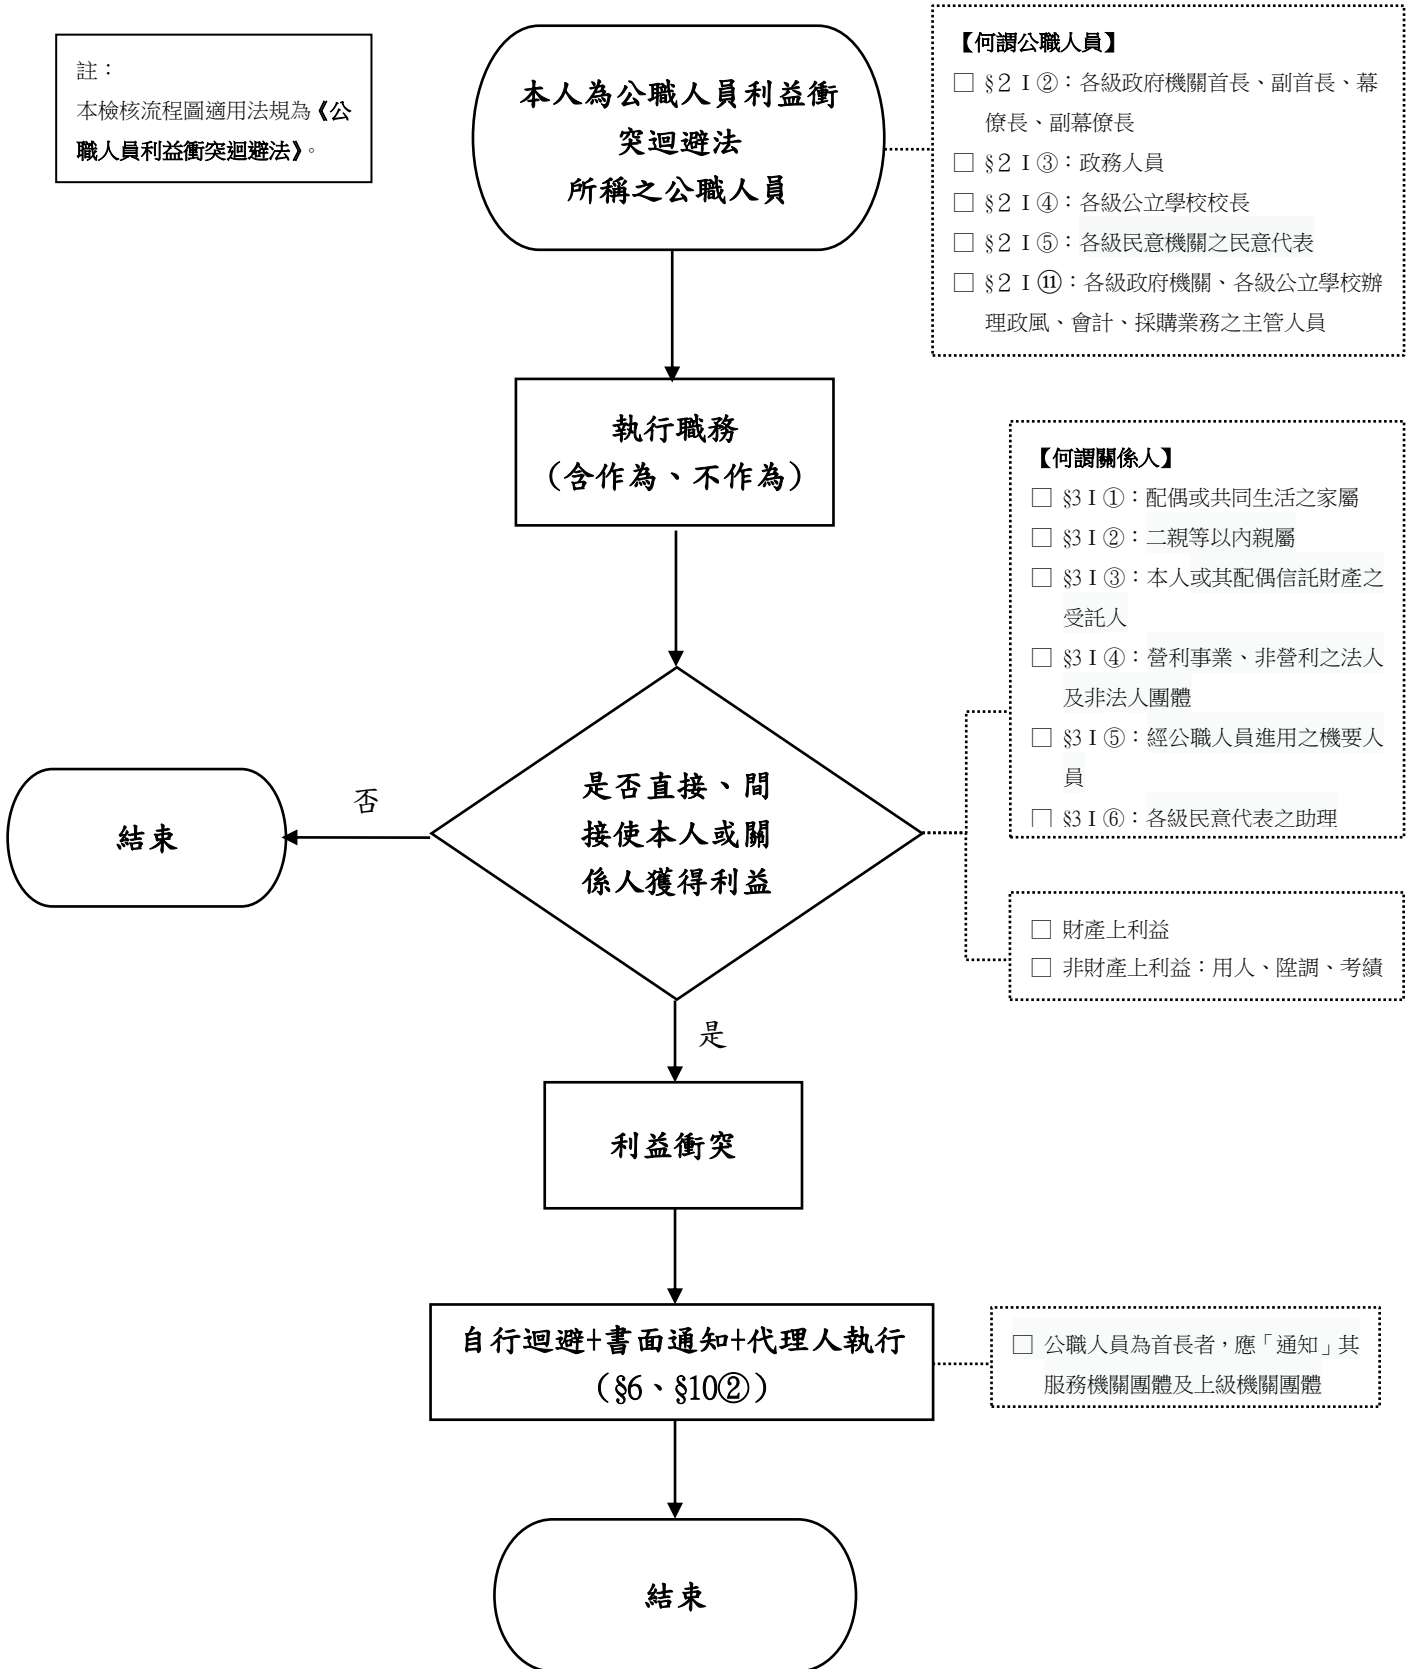 註：
本檢核流程圖適用法規為《公
職人員利益衝突迴避法》。
本人為公職人員利益衝
突迴避法
所稱之公職人員
【何謂公職人員】
□ §２Ｉ②：各級政府機關首長、副首長、幕
僚長、副幕僚長
□ §２Ｉ③：政務人員
□ §２Ｉ④：各級公立學校校長
□ §２Ｉ⑤：各級民意機關之民意代表
□ §２Ｉ⑪：各級政府機關、各級公立學校辦
理政風、會計、採購業務之主管人員
執行職務
（含作為、不作為）
【何謂關係人】
□ §3 I ①：配偶或共同生活之家屬
□ §3 I ②：二親等以內親屬
□ §3 I ③：本人或其配偶信託財產之
受託人
□ §3 I ④：營利事業、非營利之法人
及非法人團體
□ §3 I ⑤：經公職人員進用之機要人
員
□ §3 I ⑥：各級民意代表之助理
是否直接、間
接使本人或關
係人獲得利益
否
結束
□ 財產上利益
□ 非財產上利益：用人、陞調、考績
是
利益衝突
自行迴避+書面通知+代理人執行
（§6、§10②）
□ 公職人員為首長者，應「通知」其
服務機關團體及上級機關團體
結束